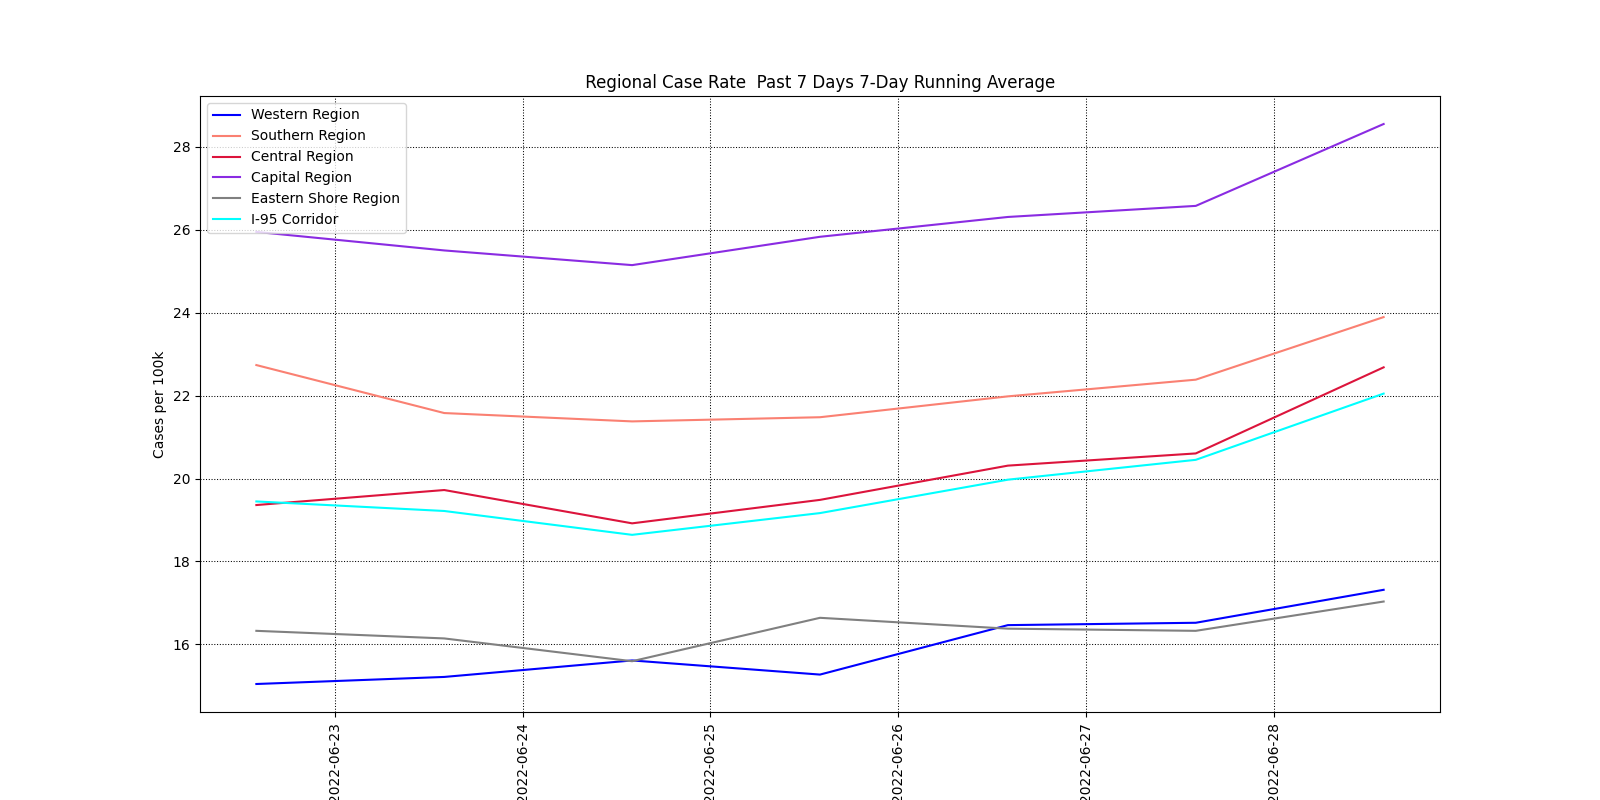 Regional Case Rate  Past 7 Days 7-Day Running Average
Western Region
Southern Region
Central Region
Capital Region
Eastern Shore Region
I-95 Corridor
28
26
24
22
20
18
16
Cases per 100k
2022-06-23
2022-06-24
2022-06-25
2022-06-26
2022-06-27
2022-06-28